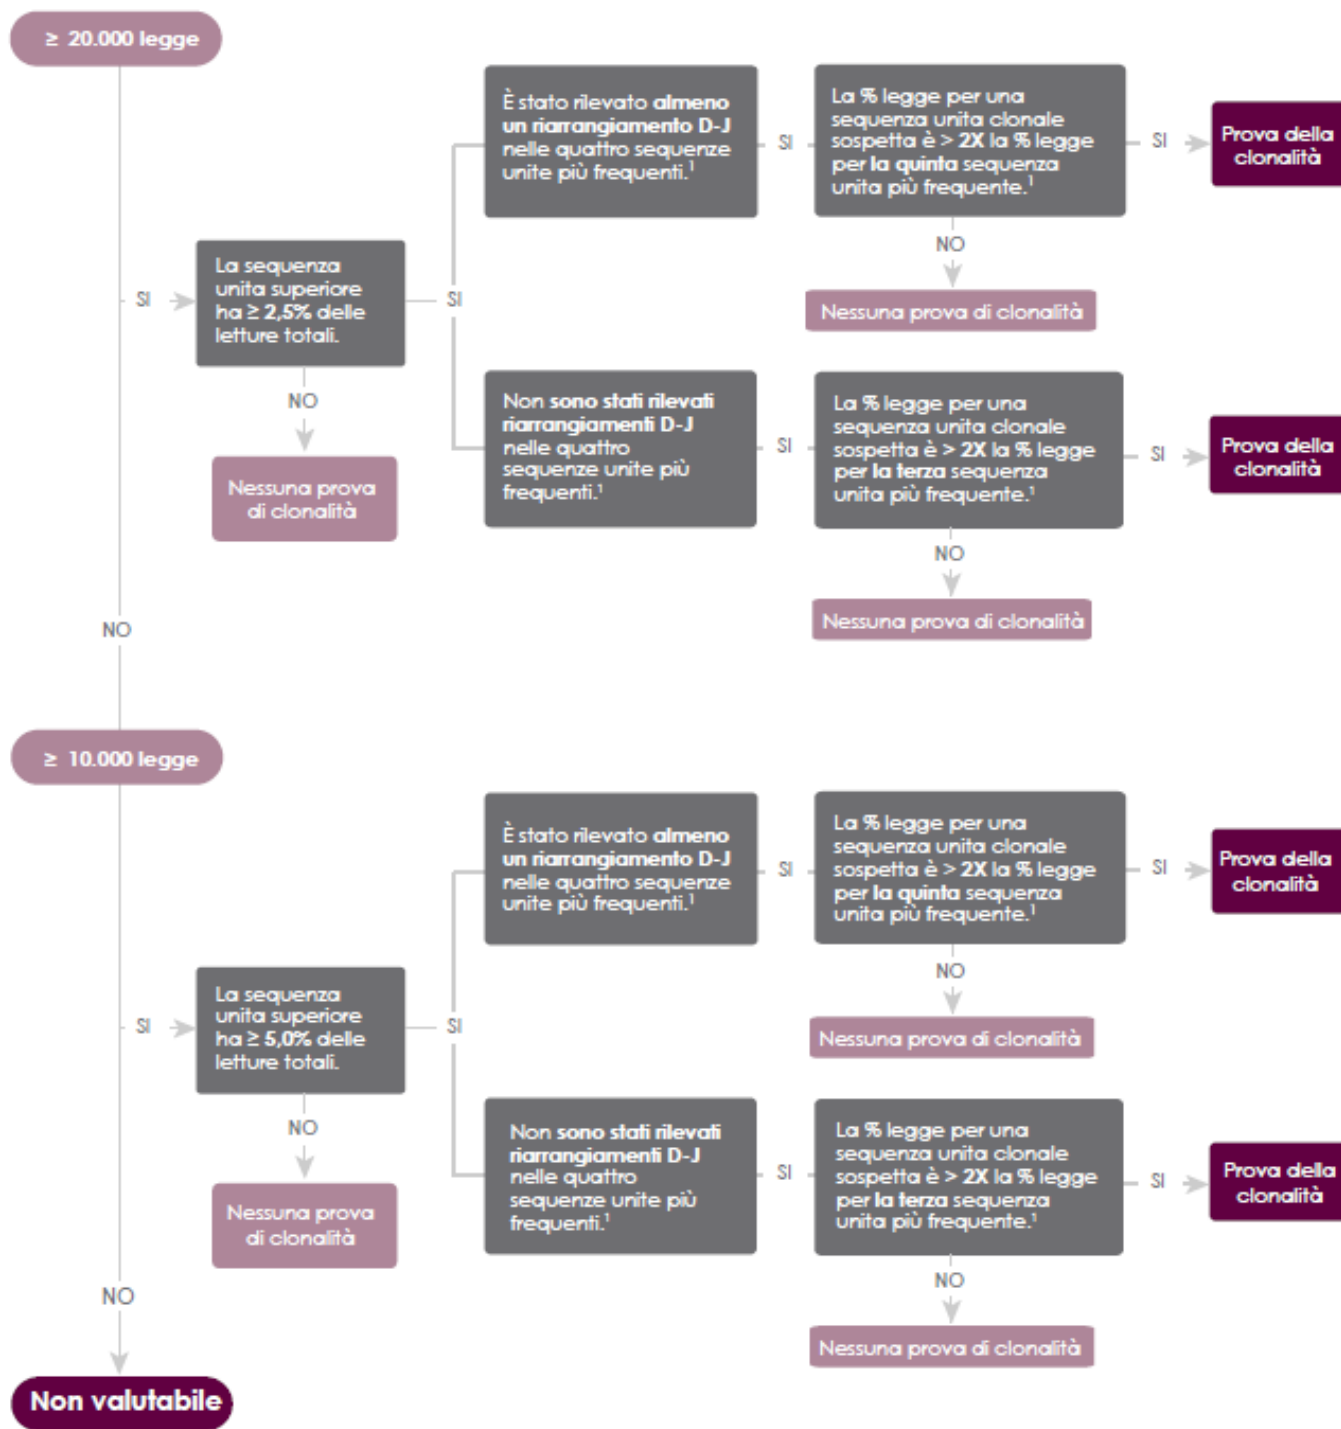 ≥ 20.000 legge
È stato rilevato almeno
un riarrangiamento D-J
nelle quattro sequenze
unite più frequenti.¹
SI
La % legge per una
sequenza unita clonale
sospetta è > 2X la % legge
per la quinta sequenza
unita più frequente.¹
SI
Prova della
clonalità
NO
Nessuna prova di clonalità
SI
La sequenza
unita superiore
ha ≥ 2,5% delle
letture totali.
SI
NO
Nessuna prova
di clonalità
Non sono stati rilevati
riarrangiamenti D-J
nelle quattro
sequenze unite più
frequenti.¹
SI
La % legge per una
sequenza unita clonale
sospetta è > 2X la % legge
per la terza sequenza
unita più frequente.¹
SI
Prova della
clonalità
NO
Nessuna prova di clonalità
NO
≥ 10.000 legge
È stato rilevato almeno
un riarrangiamento D-J
nelle quattro sequenze
unite più frequenti.¹
SI
La % legge per una
sequenza unita clonale
sospetta è > 2X la % legge
per la quinta sequenza
unita più frequente.¹
SI
Prova della
clonalità
NO
Nessuna prova di clonalità
SI
La sequenza
unita superiore
ha ≥ 5,0% delle
letture totali.
SI
NO
Nessuna prova
di clonalità
Non sono stati rilevati
riarrangiamenti D-J
nelle quattro
sequenze unite più
frequenti.¹
SI
La % legge per una
sequenza unita clonale
sospetta è > 2X la % legge
per la terza sequenza
unita più frequente.¹
SI
Prova della
clonalità
NO
Nessuna prova di clonalità
NO
Non valutabile